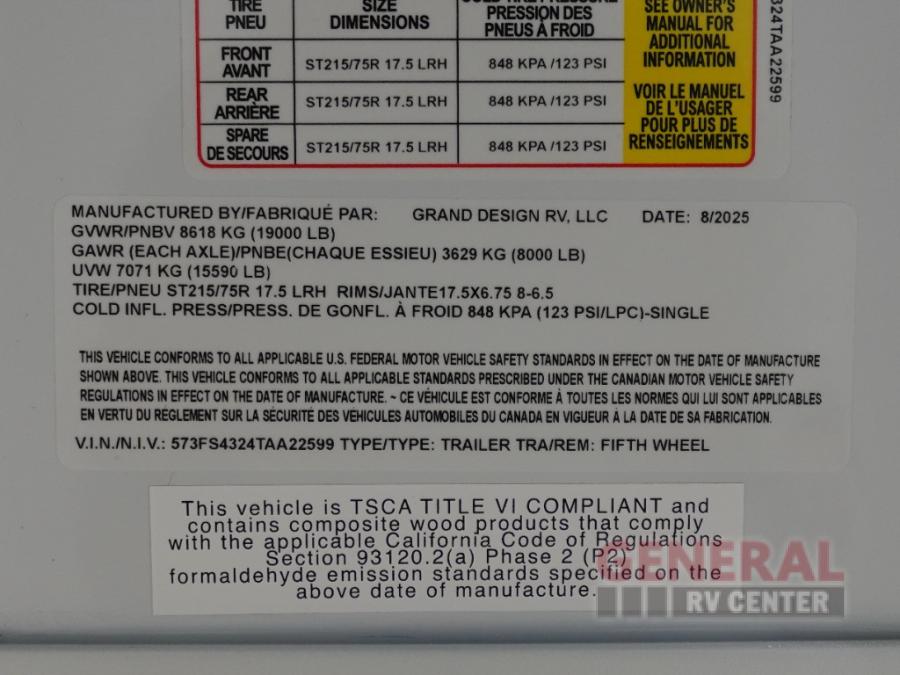 TIRE PNEU SIZE DIMENSIONS PRESSION DES PNEUS À FROID
FRONT AVANT ST215/75R 17.5 LRH 848 KPA /123 PSI
REAR ARRIÈRE ST215/75R 17.5 LRH 848 KPA /123 PSI
SPARE DE SECOURS ST215/75R 17.5 LRH 848 KPA /123 PSI
SEE OWNER'S
MANUAL FOR
ADDITIONAL
INFORMATION
VOIR LE MANUEL
DE L'USAGER
POUR PLUS DE
RENSEIGNEMENTS
324TAA22599
MANUFACTURED BY/FABRIQUÉ PAR: GRAND DESIGN RV, LLC DATE: 8/2025
GVWR/PNBV 8618 KG (19000 LB)
GAWR (EACH AXLE)/PNBE(CHAQUE ESSIEU) 3629 KG (8000 LB)
UVW 7071 KG (15590 LB)
TIRE/PNEU ST215/75R 17.5 LRH RIMS/JANTE17.5X6.75 8-6.5
COLD INFL. PRESS/PRESS. DE GONFL. À FROID 848 KPA (123 PSI/LPC)-SINGLE
THIS VEHICLE CONFORMS TO ALL APPLICABLE U.S. FEDERAL MOTOR VEHICLE SAFETY STANDARDS IN EFFECT ON THE DATE OF MANUFACTURE
SHOWN ABOVE. THIS VEHICLE CONFORMS TO ALL APPLICABLE STANDARDS PRESCRIBED UNDER THE CANADIAN MOTOR VEHICLE SAFETY
REGULATIONS IN EFFECT ON THE DATE OF MANUFACTURE. ~ CE VÉHICULE EST CONFORME À TOUTES LES NORMES QUI LUI SONT APPLICABLES
EN VERTU DU RÈGLEMENT SUR LA SÉCURITÉ DES VÉHICULES AUTOMOBILES DU CANADA EN VIGUEUR À LA DATE DE SA FABRICATION.
V.I.N./N.I.V.: 573FS4324TAA22599 TYPE/TYPE: TRAILER TRA/REM: FIFTH WHEEL
This vehicle is TSCA TITLE VI COMPLIANT and
contains composite wood products that comply
with the applicable California Code of Regulations
Section 93120.2(a) Phase 2 (P2)
formaldehyde emission standards specified on the
above date of manufacture.
GENERAL
RV CENTER